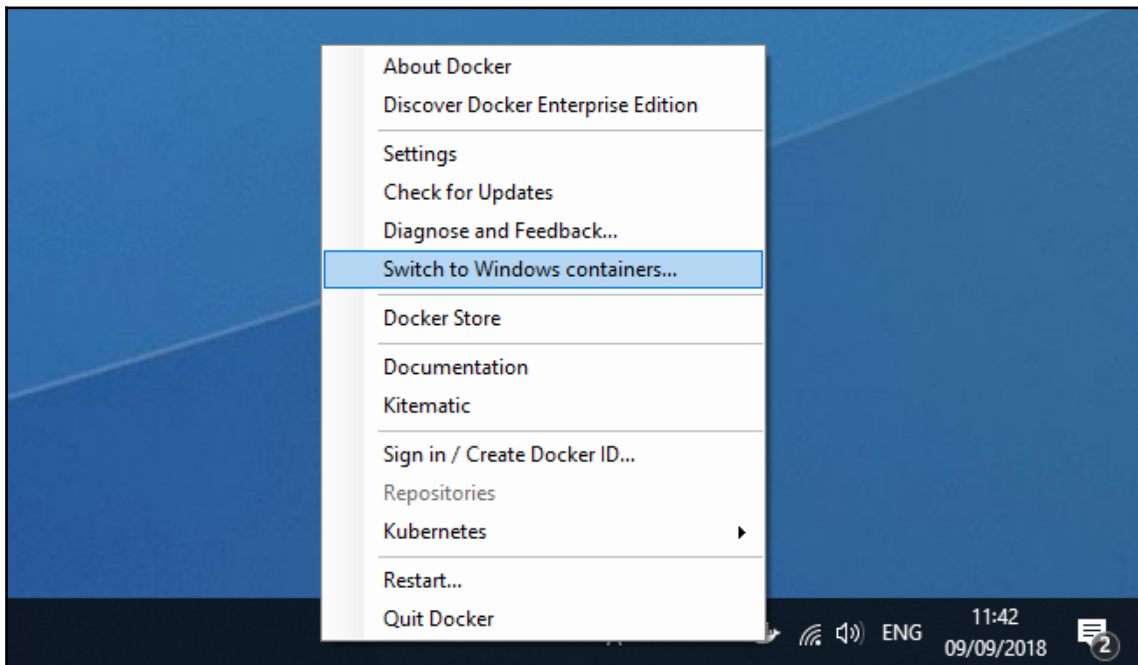 About Docker
Discover Docker Enterprise Edition
Settings
Check for Updates
Diagnose and Feedback...
Switch to Windows containers...
Docker Store
Documentation
Kitematic
Sign in / Create Docker ID...
Repositories
Kubernetes
Restart...
Quit Docker
ENG
11:42
09/09/2018
2